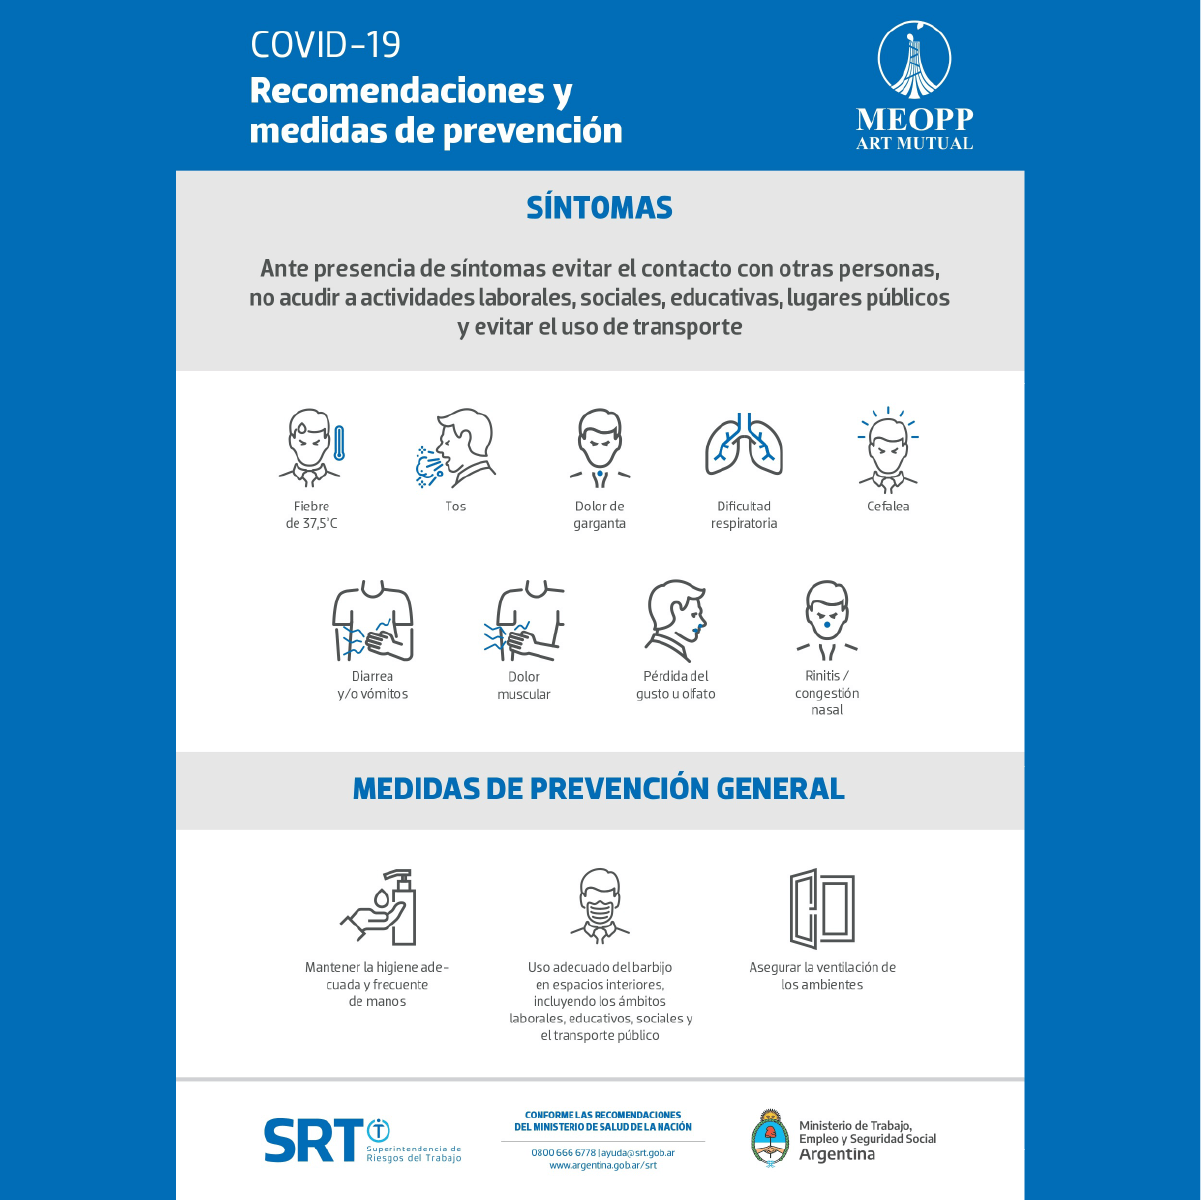 COVID-19
Recomendaciones y
medidas de prevención
MEOPP
ART MUTUAL
SÍNTOMAS
Ante presencia de síntomas evitar el contacto con otras personas,
no acudir a actividades laborales, sociales, educativas, lugares públicos
y evitar el uso de transporte
Fiebre
de 37,5°C
Tos
Dolor de
garganta
Dificultad
respiratoria
Cefalea
Diarrea
y/o vómitos
Dolor
muscular
Pérdida del
gusto u olfato
Rinitis /
congestión
nasal
MEDIDAS DE PREVENCIÓN GENERAL
Mantener la higiene ade-
cuada y frecuente
de manos
Uso adecuado del barbijo
en espacios interiores,
incluyendo los ámbitos
laborales, educativos, sociales y
el transporte público
Asegurar la ventilación de
los ambientes
SRT
Superintendencia de
Riesgos del Trabajo
CONFORME LAS RECOMENDACIONES
DEL MINISTERIO DE SALUD DE LA NACIÓN
0800 666 6778 | ayuda@srt.gob.ar
www.argentina.gob.ar/srt
Ministerio de Trabajo,
Empleo y Seguridad Social
Argentina